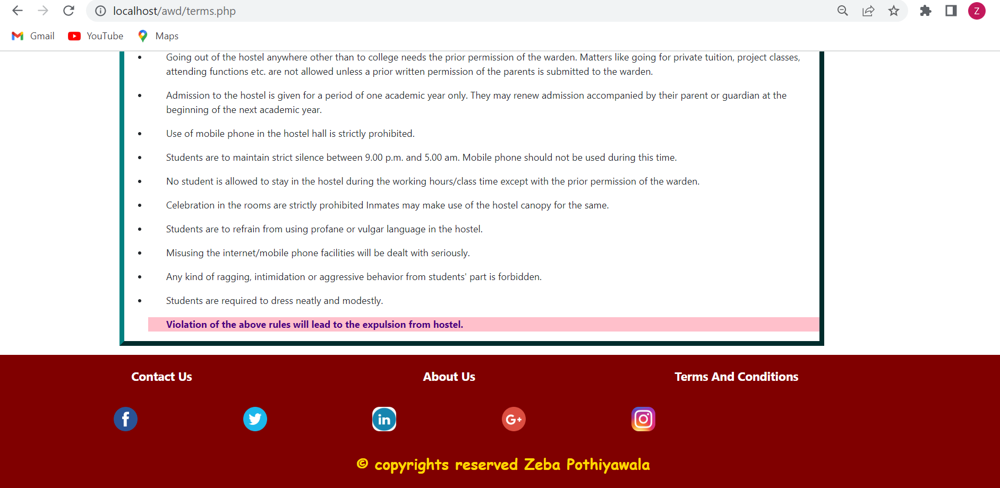 localhost/awd/terms.php
Z
Gmail YouTube Maps
• Going out of the hostel anywhere other than to college needs the prior permission of the warden. Matters like going for private tuition, project classes,
attending functions etc. are not allowed unless a prior written permission of the parents is submitted to the warden.
• Admission to the hostel is given for a period of one academic year only. They may renew admission accompanied by their parent or guardian at the
beginning of the next academic year.
• Use of mobile phone in the hostel hall is strictly prohibited.
• Students are to maintain strict silence between 9.00 p.m. and 5.00 am. Mobile phone should not be used during this time.
• No student is allowed to stay in the hostel during the working hours/class time except with the prior permission of the warden.
• Celebration in the rooms are strictly prohibited Inmates may make use of the hostel canopy for the same.
• Students are to refrain from using profane or vulgar language in the hostel.
• Misusing the internet/mobile phone facilities will be dealt with seriously.
• Any kind of ragging, intimidation or aggressive behavior from students' part is forbidden.
• Students are required to dress neatly and modestly.
Violation of the above rules will lead to the expulsion from hostel.
Contact Us About Us Terms And Conditions
f in G+
© copyrights reserved Zeba Pothiyawala